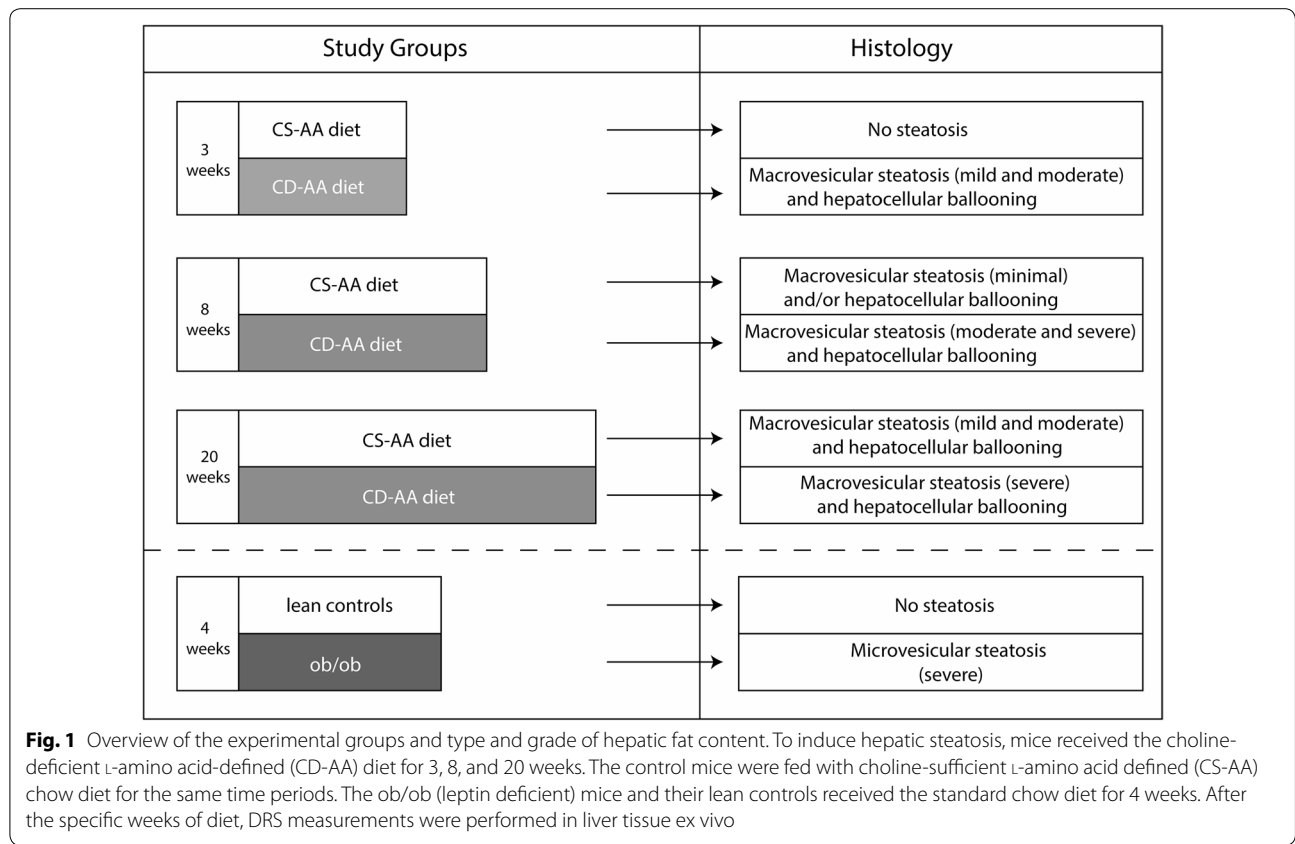 Study Groups
Histology
3
weeks
CS-AA diet
No steatosis
CD-AA diet
Macrovesicular steatosis (mild and moderate)
and hepatocellular ballooning
8
weeks
CS-AA diet
Macrovesicular steatosis (minimal)
and/or hepatocellular ballooning
CD-AA diet
Macrovesicular steatosis (moderate and severe)
and hepatocellular ballooning
20
weeks
CS-AA diet
Macrovesicular steatosis (mild and moderate)
and hepatocellular ballooning
CD-AA diet
Macrovesicular steatosis (severe)
and hepatocellular ballooning
4
weeks
lean controls
No steatosis
ob/ob
Microvesicular steatosis
(severe)
Fig. 1 Overview of the experimental groups and type and grade of hepatic fat content. To induce hepatic steatosis, mice received the choline-
deficient L-amino acid-defined (CD-AA) diet for 3, 8, and 20 weeks. The control mice were fed with choline-sufficient L-amino acid defined (CS-AA)
chow diet for the same time periods. The ob/ob (leptin deficient) mice and their lean controls received the standard chow diet for 4 weeks. After
the specific weeks of diet, DRS measurements were performed in liver tissue ex vivo